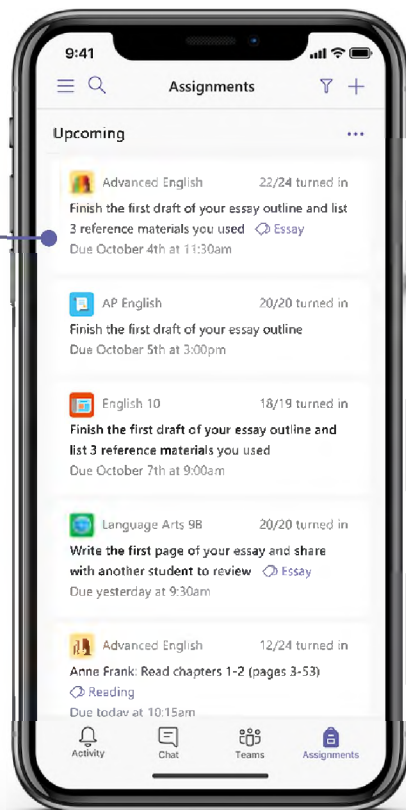 9:41
Assignments
Upcoming
Advanced English 22/24 turned in
Finish the first draft of your essay outline and list
3 reference materials you used Essay
Due October 4th at 11:30am
AP English 20/20 turned in
Finish the first draft of your essay outline
Due October 5th at 3:00pm
English 10 18/19 turned in
Finish the first draft of your essay outline and
list 3 reference materials you used
Due October 7th at 9:00am
Language Arts 9B 20/20 turned in
Write the first page of your essay and share
with another student to review Essay
Due yesterday at 9:30am
Advanced English 12/24 turned in
Anne Frank: Read chapters 1-2 (pages 3-53)
Reading
Due today at 10:15am
Activity Chat Teams Assignments